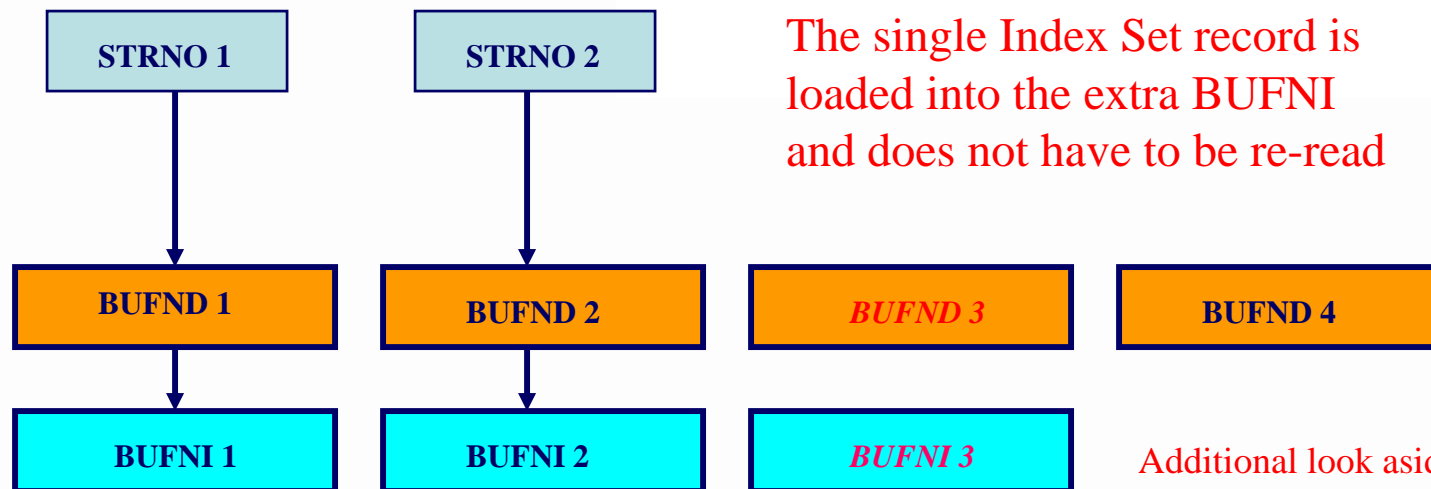 STRNO 1
STRNO 2
The single Index Set record is
loaded into the extra BUFNI
and does not have to be re-read
BUFND 1
BUFND 2
BUFND 3
BUFND 4
BUFNI 1
BUFNI 2
BUFNI 3
Additional look